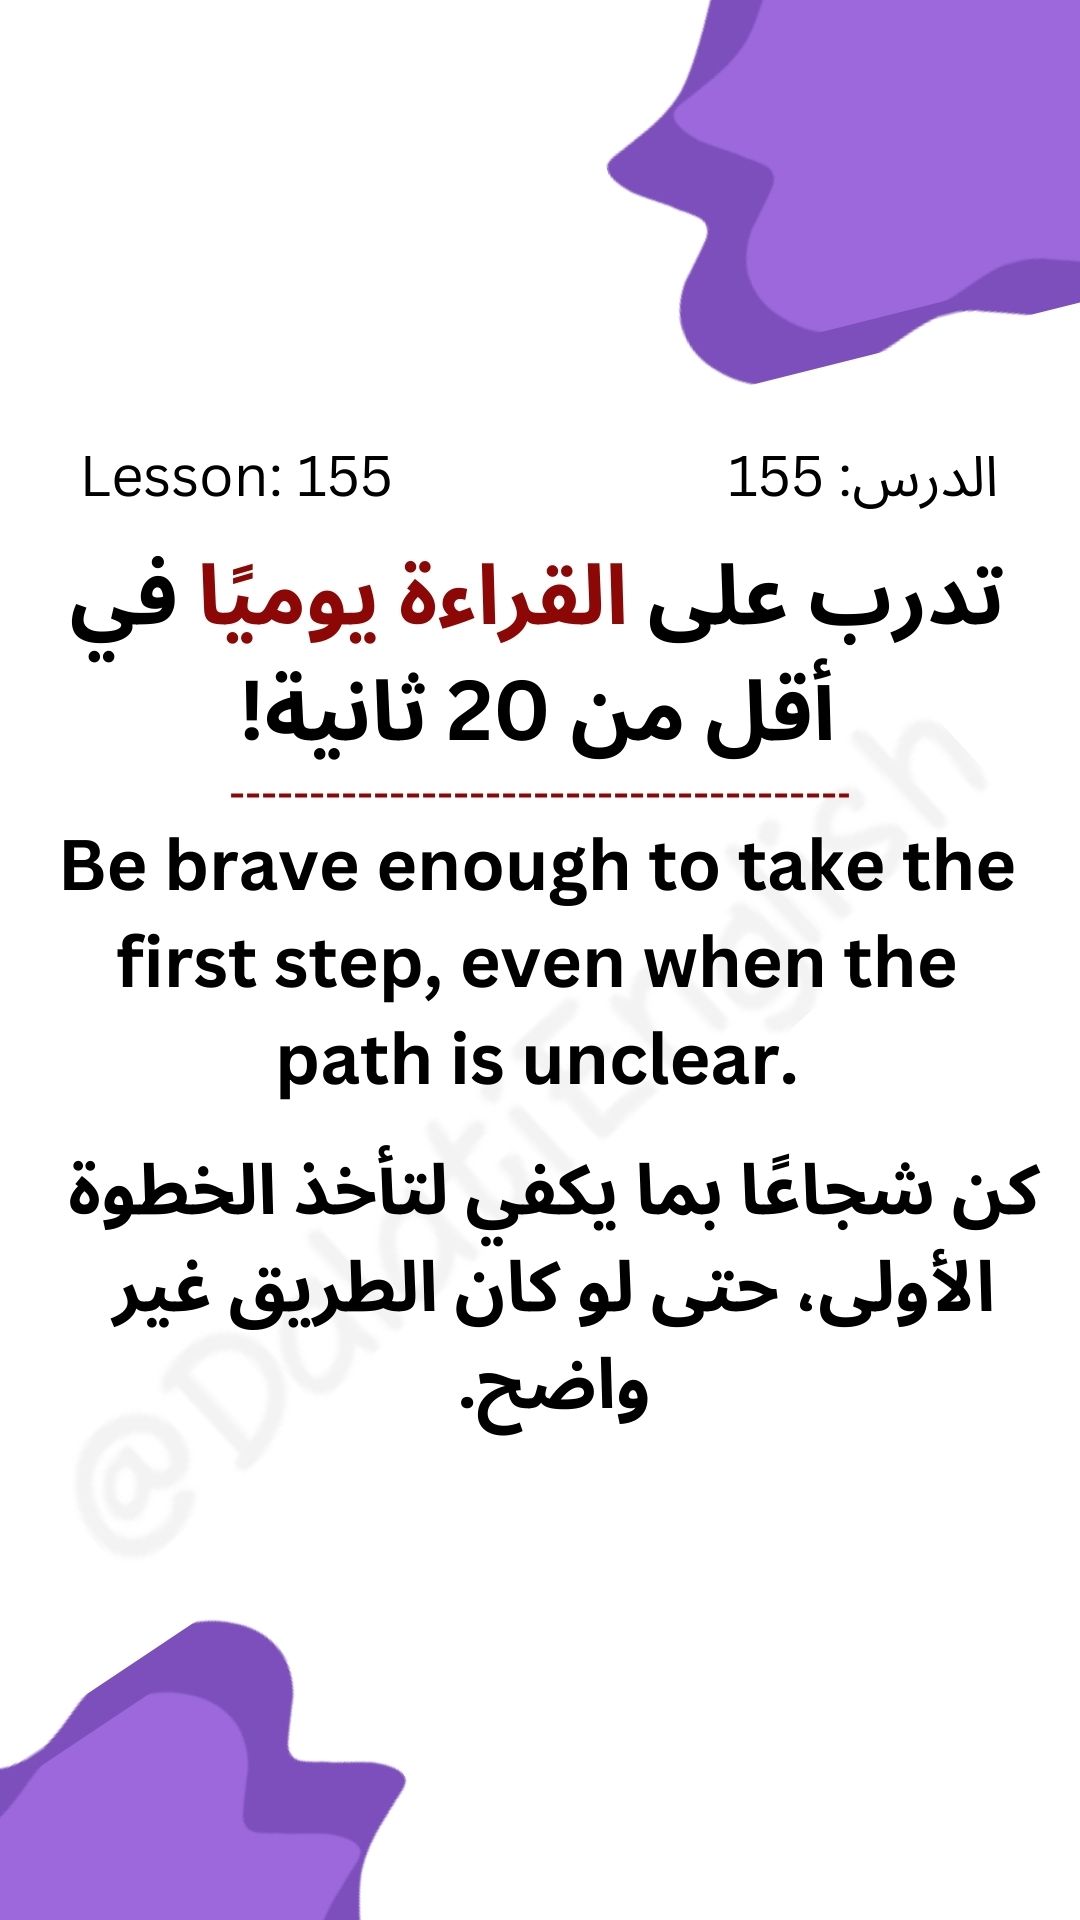 Lesson: 155
الدرس: 155
تدرب على القراءة يوميًا في
أقل من 20 ثانية!
Be brave enough to take the
first step, even when the
path is unclear.
كن شجاعًا بما يكفي لتأخذ الخطوة
الأولى، حتى لو كان الطريق غير
واضح.
@DalatiEnglish